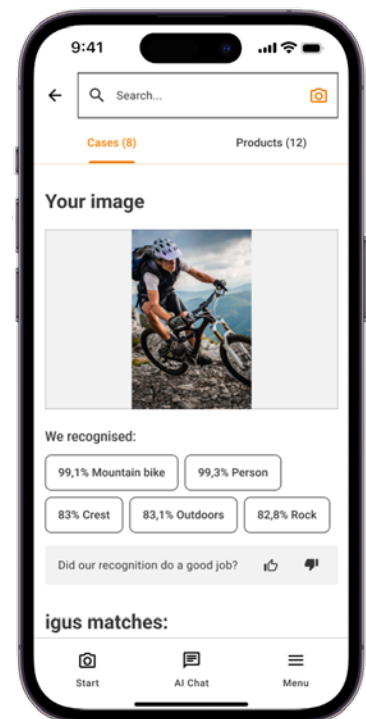 9:41
Search...
Cases (8) Products (12)
Your image
We recognised:
99,1% Mountain bike 99,3% Person
83% Crest 83,1% Outdoors 82,8% Rock
Did our recognition do a good job?
igus matches:
Start AI Chat Menu